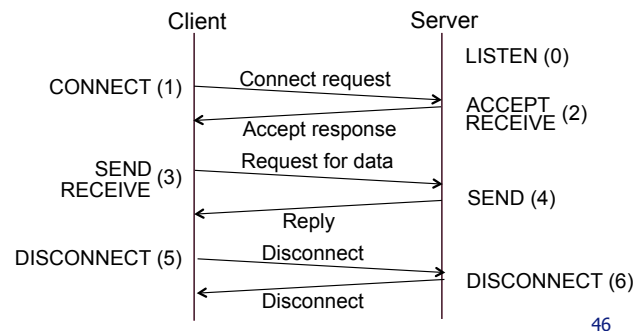 Client Server
LISTEN (0)
CONNECT (1) Connect request
ACCEPT
RECEIVE (2)
Accept response
Request for data
SEND
RECEIVE (3)
SEND (4)
Reply
DISCONNECT (5) Disconnect
DISCONNECT (6)
Disconnect
46